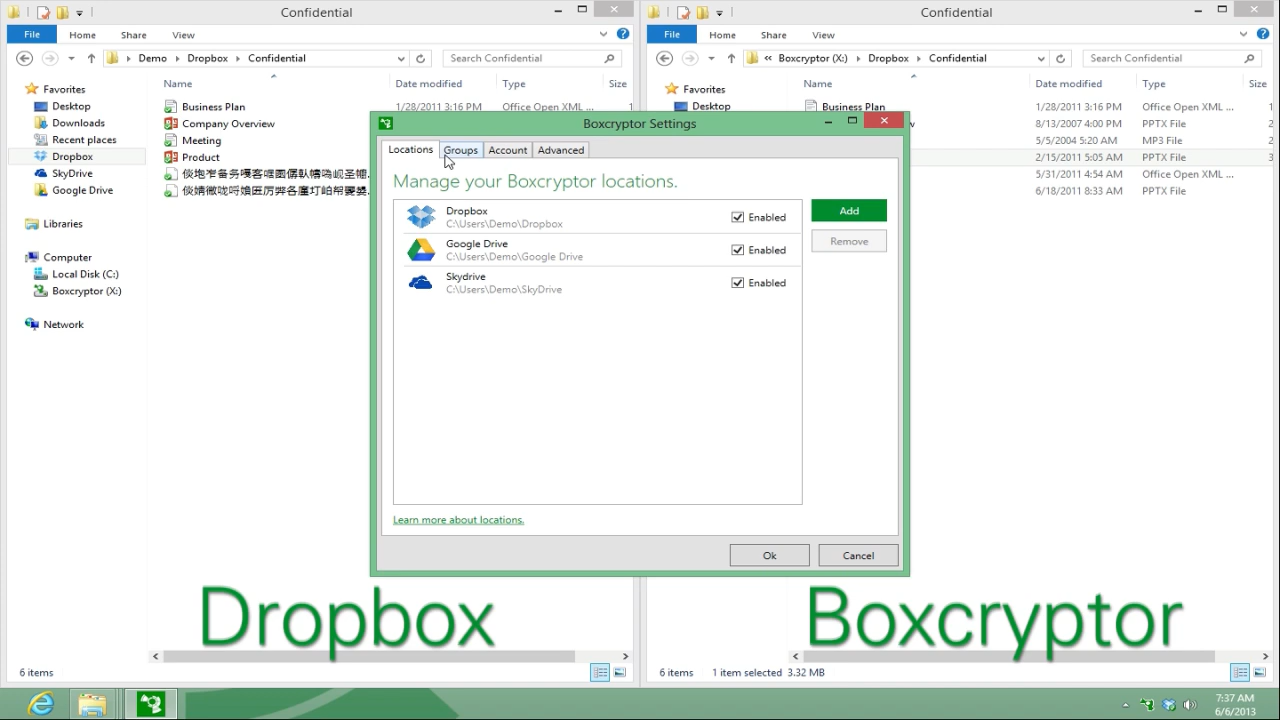 Confidential
Confidential
File Home Share View
File Home Share View
Demo Dropbox Confidential
Search Confidential
Boxcryptor (X:) Dropbox Confidential
Search Confidential
Favorites
Desktop
Downloads
Recent places
Dropbox
SkyDrive
Google Drive
Libraries
Computer
Local Disk (C:)
Boxcryptor (X:)
Network
Name Date modified Type Size
Business Plan 1/28/2011 3:16 PM Office Open XML ...
Company Overview
Meeting
Product
Favorites
Desktop
Name Date modified Type Size
Business Plan 1/28/2011 3:16 PM Office Open XML ... 1
8/13/2007 4:00 PM PPTX File 2
5/5/2004 5:20 AM MP3 File
2/15/2011 5:05 AM PPTX File 3
5/31/2011 4:54 AM Office Open XML ...
6/18/2011 8:33 AM PPTX File
Boxcryptor Settings
Locations Groups Account Advanced
Manage your Boxcryptor locations.
Dropbox
C:\Users\Demo\Dropbox
Enabled
Google Drive
C:\Users\Demo\Google Drive
Enabled
Skydrive
C:\Users\Demo\SkyDrive
Enabled
Add
Remove
Learn more about locations.
Ok Cancel
Dropbox
Boxcryptor
6 items
6 items 1 item selected 3.32 MB
7:37 AM
6/6/2013